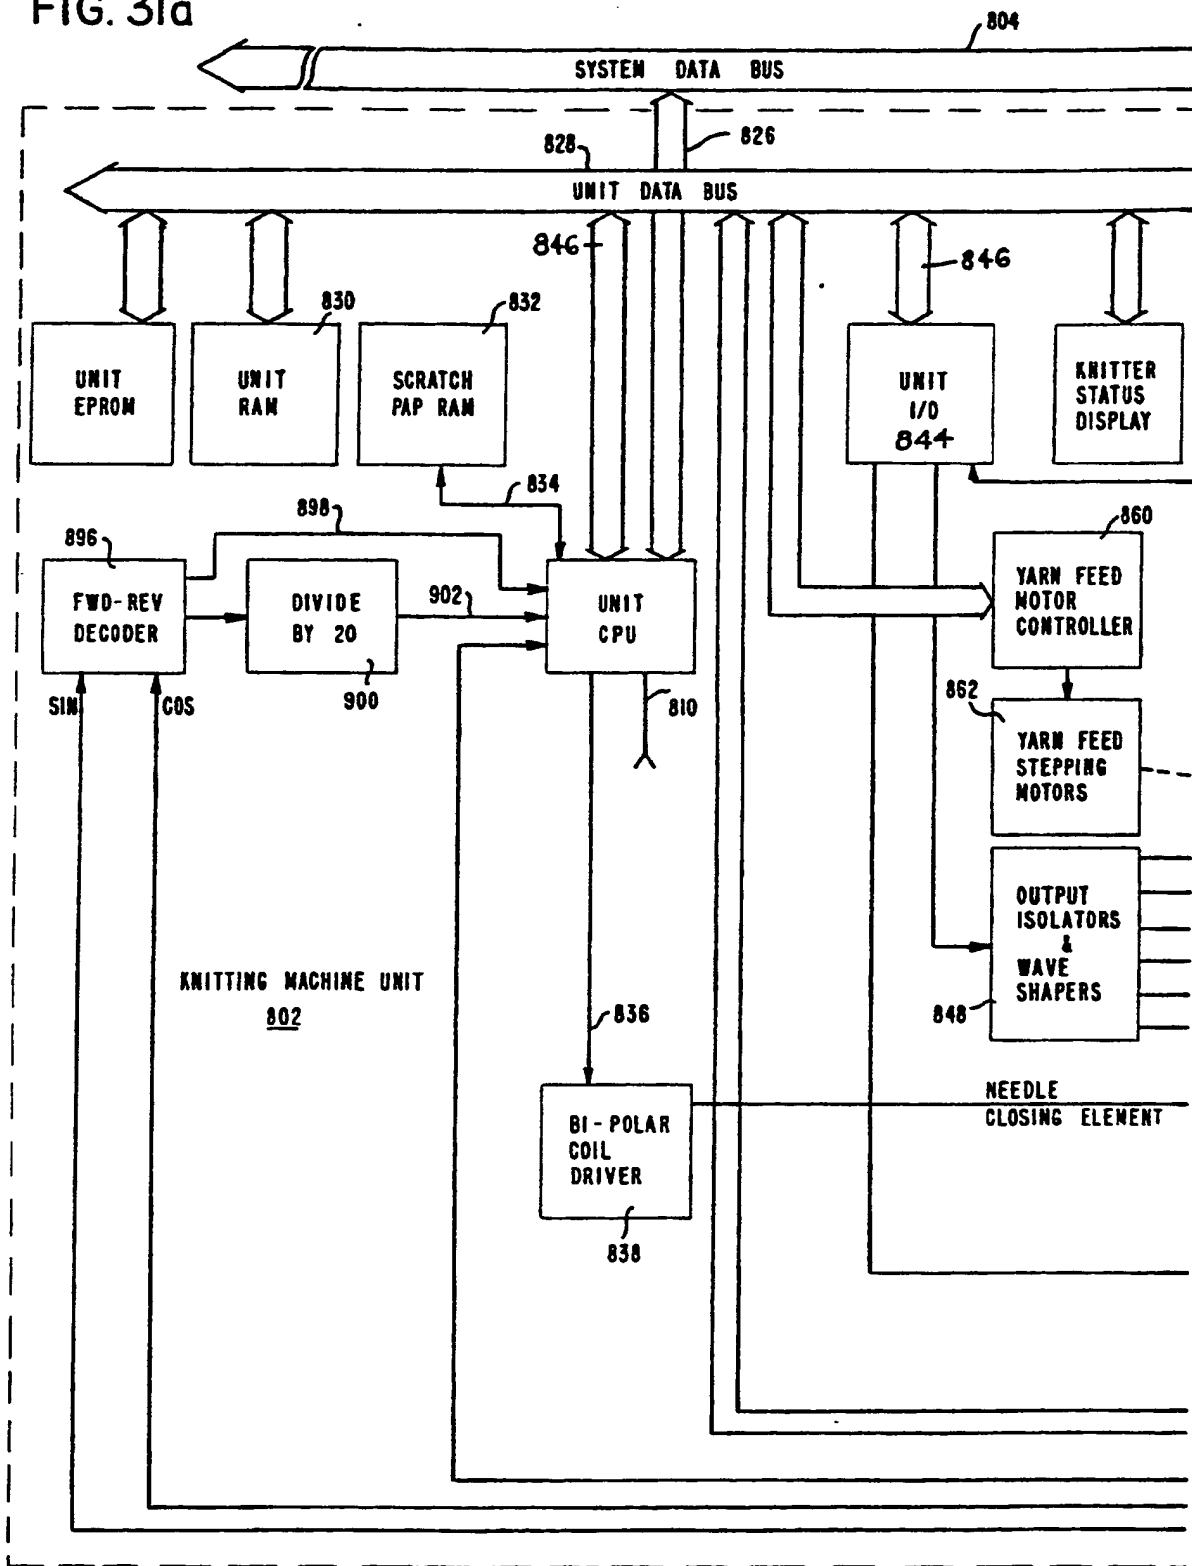 FIG. 31a
804
SYSTEM DATA BUS
826
828
UNIT DATA BUS
846
846
830
832
UNIT
EPROM
UNIT
RAM
SCRATCH
PAP RAM
UNIT
I/O
844
KNITTER
STATUS
DISPLAY
834
898
896
860
FWD-REV
DECODER
DIVIDE
BY 20
902
UNIT
CPU
YARN FEED
MOTOR
CONTROLLER
SIN
COS
900
810
862
YARN FEED
STEPPING
MOTORS
OUTPUT
ISOLATORS
&
WAVE
SHAPERS
848
KNITTING MACHINE UNIT
802
836
NEEDLE
CLOSING ELEMENT
BI-POLAR
COIL
DRIVER
838